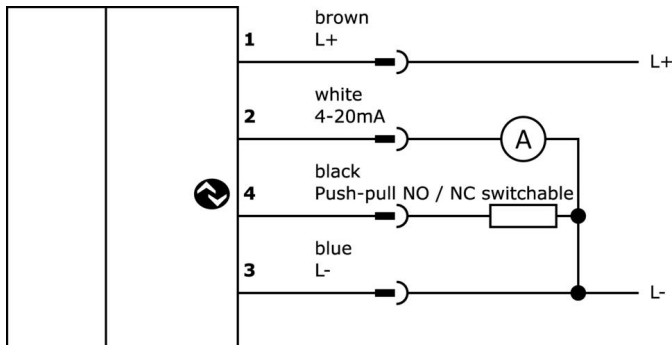 brown
1 L+
L+
white
2 4-20mA
A
black
4 Push-pull NO / NC switchable
blue
3 L-
L-